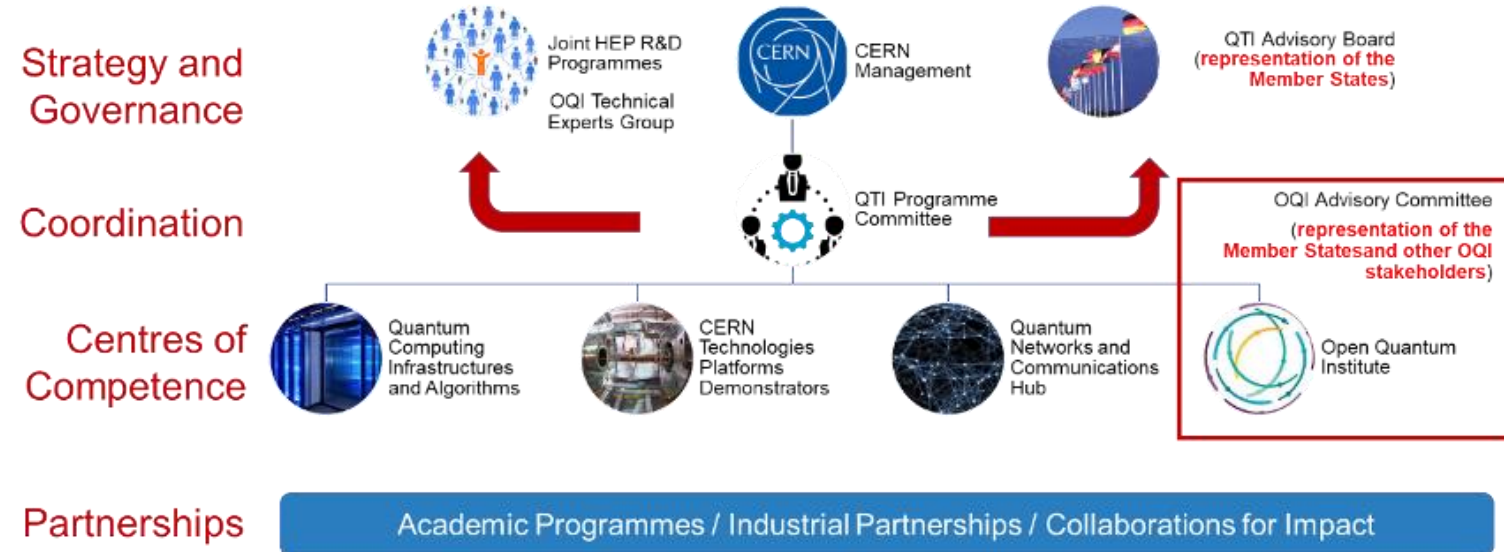 Strategy and
Governance
Joint HEP R&D
Programmes
OQI Technical
Experts Group
CERN
CERN
Management
QTI Advisory Board
(representation of the
Member States)
Coordination
QTI Programme
Committee
OQI Advisory Committee
(representation of the
Member Statesand other OQI
stakeholders)
Centres of
Competence
Quantum
Computing
Infrastructures
and Algorithms
CERN
Technologies
Platforms
Demonstrators
Quantum
Networks and
Communications
Hub
Open Quantum
Institute
Partnerships
Academic Programmes / Industrial Partnerships / Collaborations for Impact